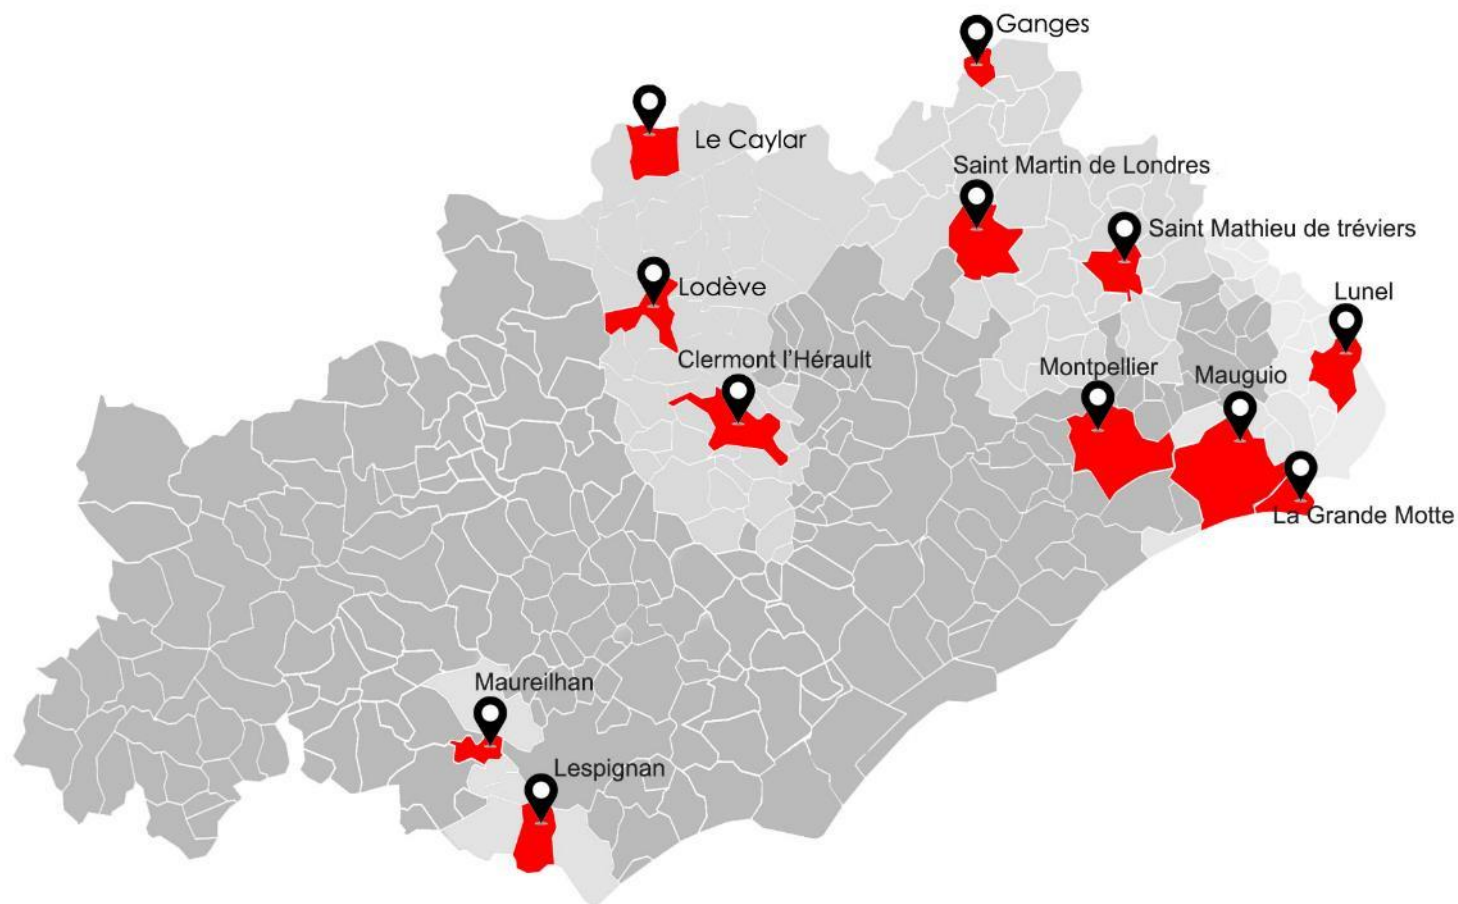 Ganges
Le Caylar
Saint Martin de Londres
Saint Mathieu de tréviers
Lodève
Lunel
Clermont l'Hérault
Montpellier
Mauguio
La Grande Motte
Maureilhan
Lespignan